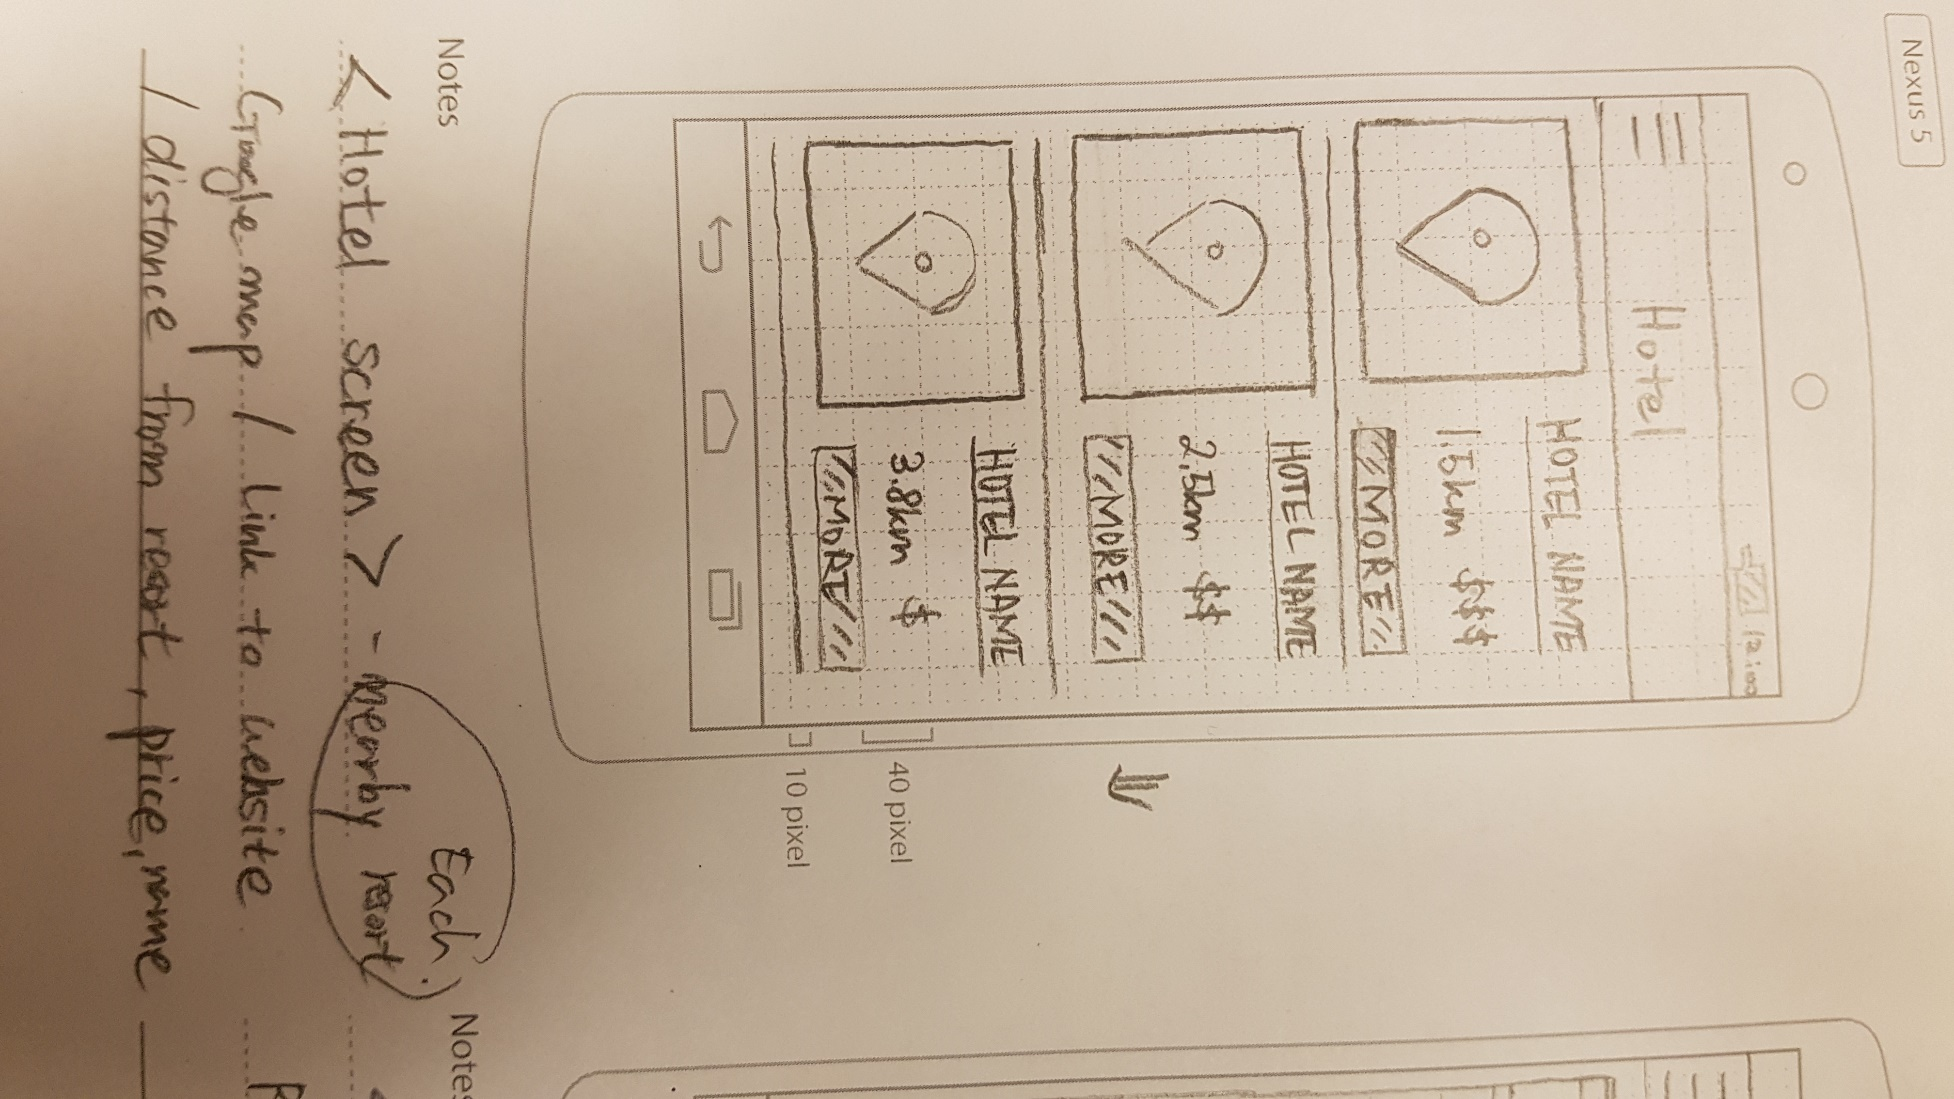 Nexus 5
12:00
Hotel
HOTEL NAME
1.5km $$$
MORE
HOTEL NAME
2.5km $$
MORE
HOTEL NAME
3.8km $
MORE
40 pixel
10 pixel
Notes
Each
<Hotel screen> - nearby resort
Google map / Link to website
/ distance from resort, price, name
Notes